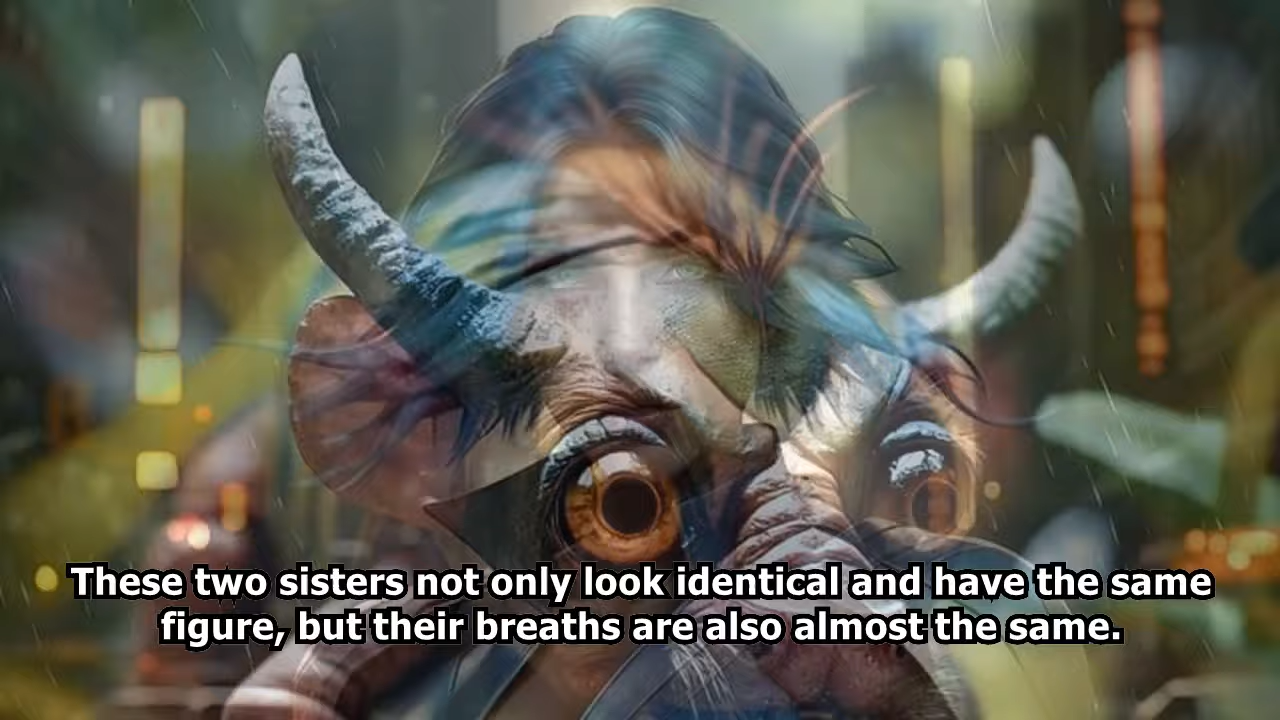 These two sisters not only look identical and have the same
figure, but their breaths are also almost the same.